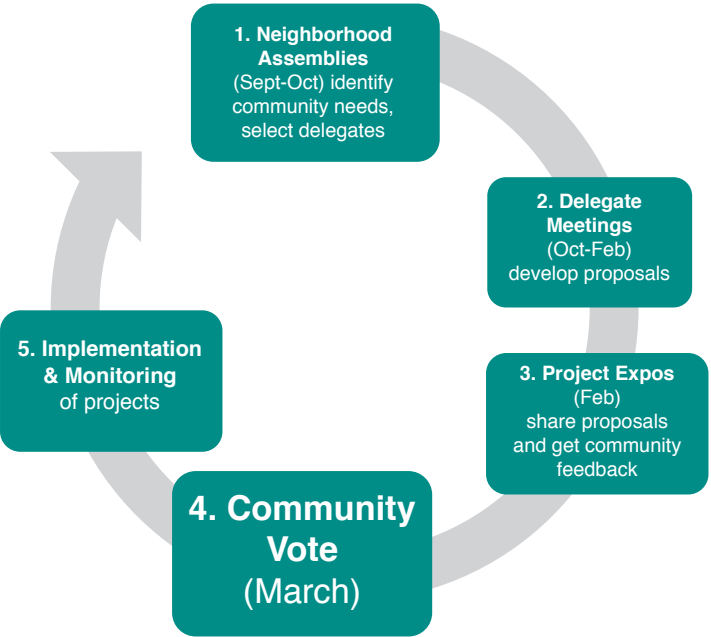 1. Neighborhood
Assemblies
(Sept-Oct) identify
community needs,
select delegates
2. Delegate
Meetings
(Oct-Feb)
develop proposals
3. Project Expos
(Feb)
share proposals
and get community
feedback
4. Community
Vote
(March)
5. Implementation
& Monitoring
of projects